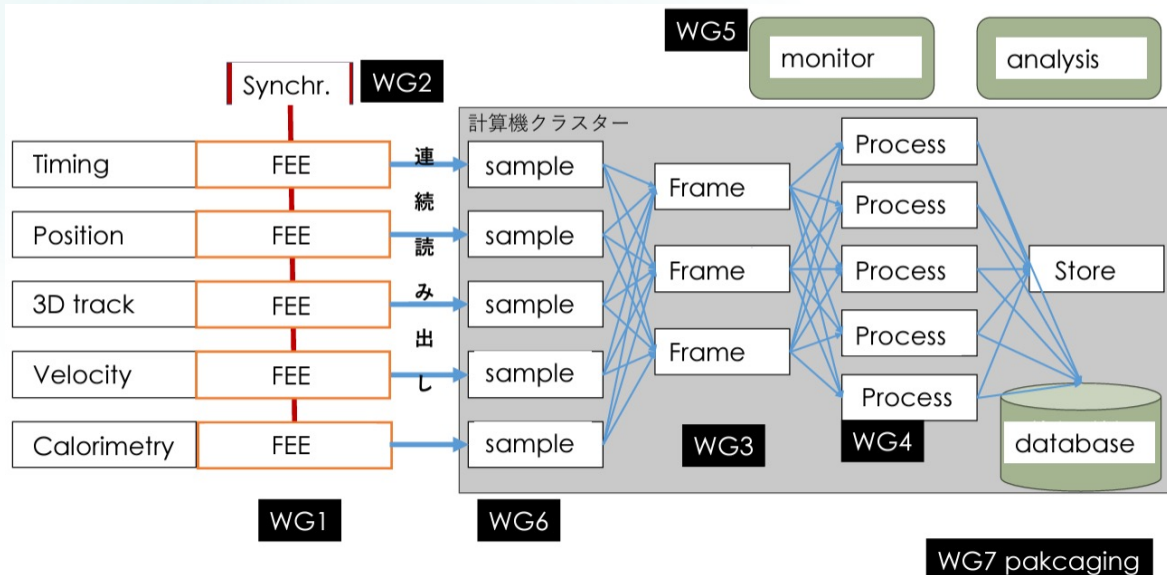 WG5
monitor
analysis
Synchr.
WG2
計算機クラスター
Timing
FEE
sample
Position
FEE
sample
3D track
FEE
sample
Velocity
FEE
sample
Calorimetry
FEE
sample
連続読み出し
Frame
Frame
Frame
Process
Process
Process
Process
Process
Store
database
WG3
WG4
WG1
WG6
WG7 pakcaging